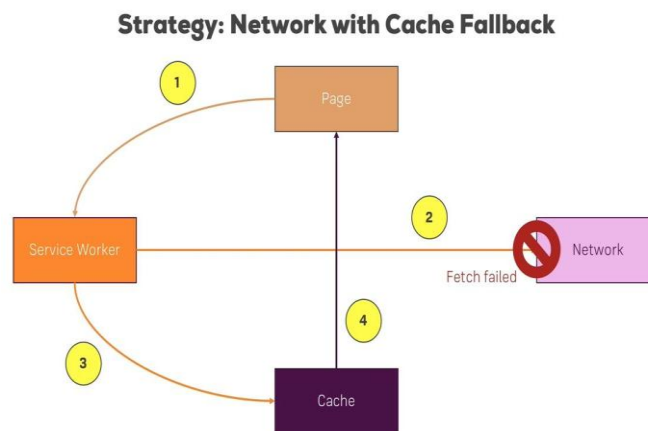 Strategy: Network with Cache Fallback
1
Page
2
Service Worker
Network
Fetch failed
3
4
Cache